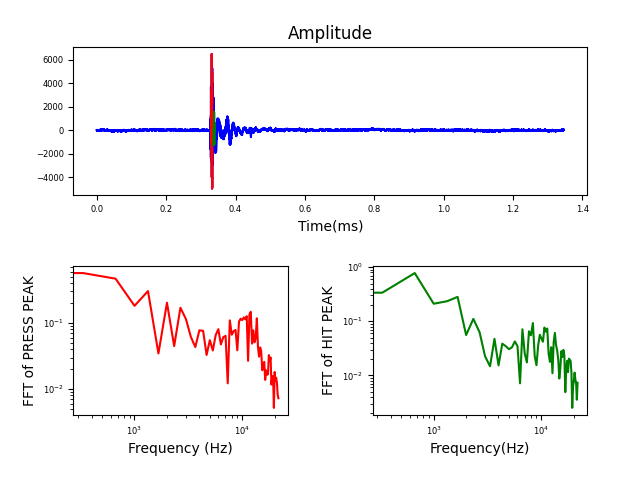 Amplitude
6000
4000
2000
0
−2000
−4000
0.0 0.2 0.4 0.6 0.8 1.0 1.2 1.4
Time(ms)
FFT of PRESS PEAK
10⁻¹
10⁻²
10³ 10⁴
Frequency (Hz)
FFT of HIT PEAK
10⁰
10⁻¹
10⁻²
10³ 10⁴
Frequency(Hz)